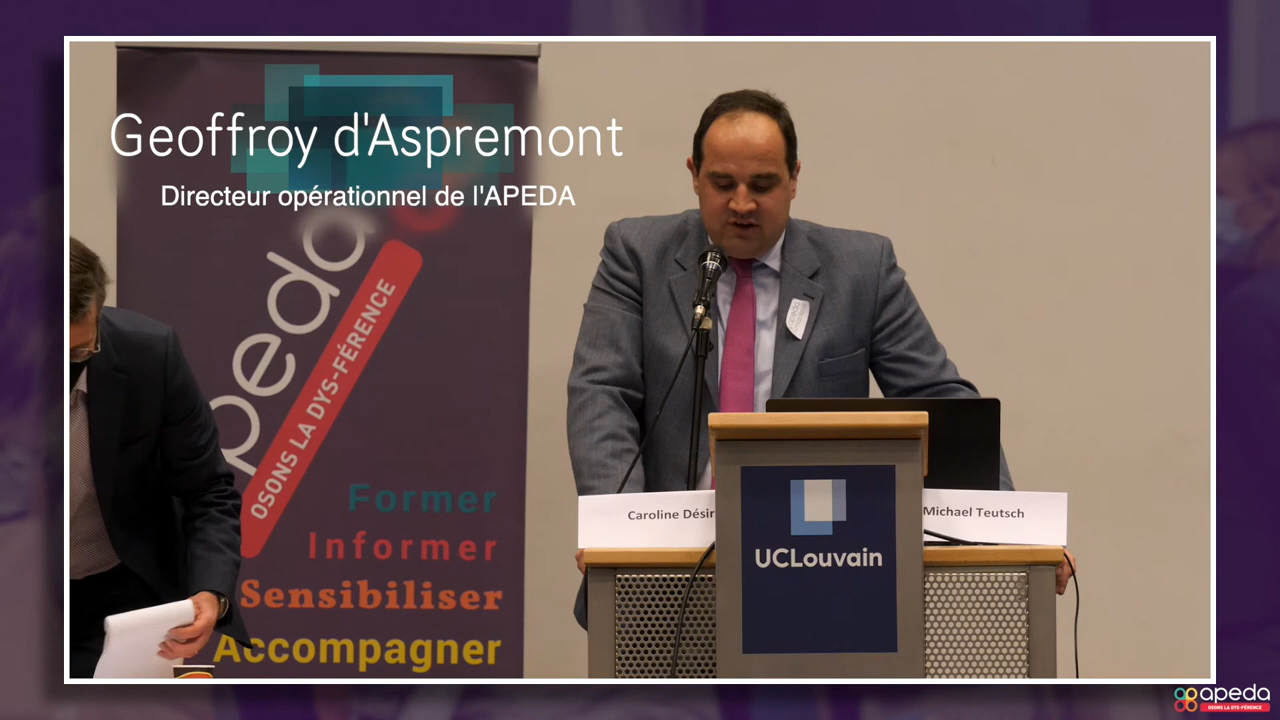 Geoffroy d'Aspremont
Directeur opérationnel de l'APEDA
peda
OSONS LA DYS-FÉRENCE
Former
Informer
Sensibiliser
Accompagner
Caroline Désir
Michael Teutsch
UCLouvain
apeda
OSONS LA DYS-FÉRENCE